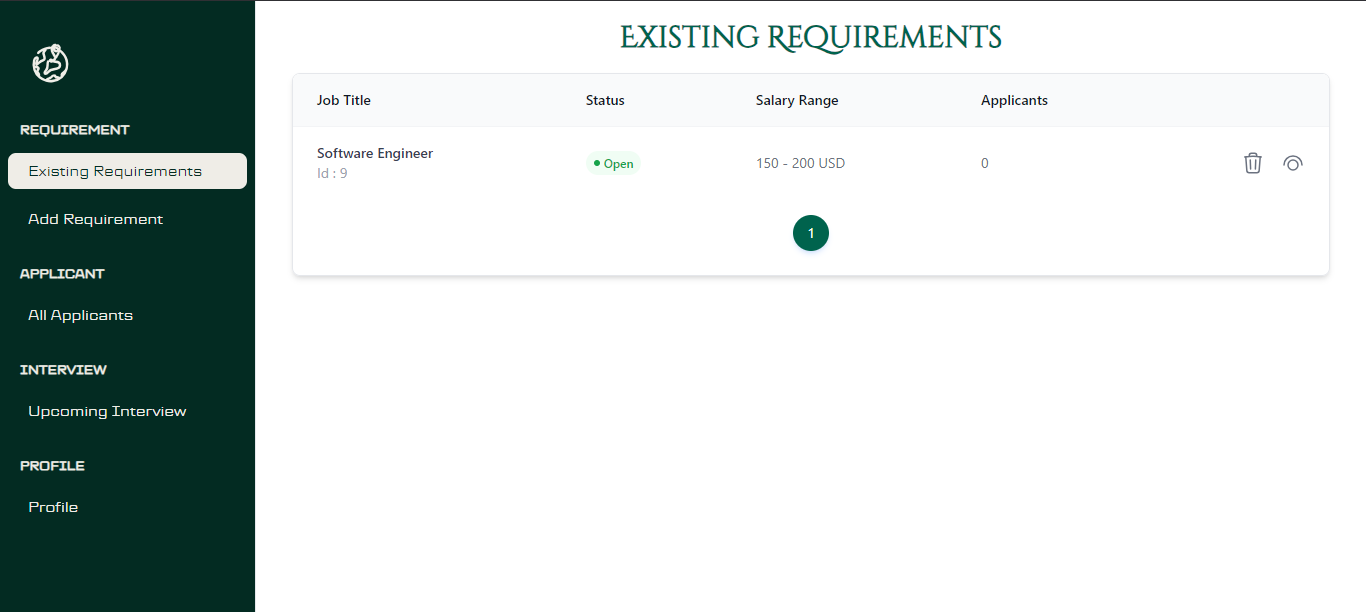 Existing Requirements
REQUIREMENT
Existing Requirements
Add Requirement
APPLICANT
All Applicants
INTERVIEW
Upcoming Interview
PROFILE
Profile
Job Title Status Salary Range Applicants
Software Engineer
Id : 9
Open 150 - 200 USD 0
1